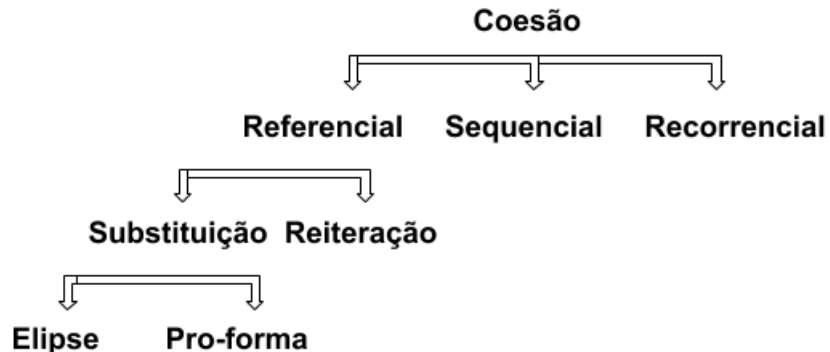 Coesão
Referencial Sequencial Recorrencial
Substituição Reiteração
Elipse Pro-forma